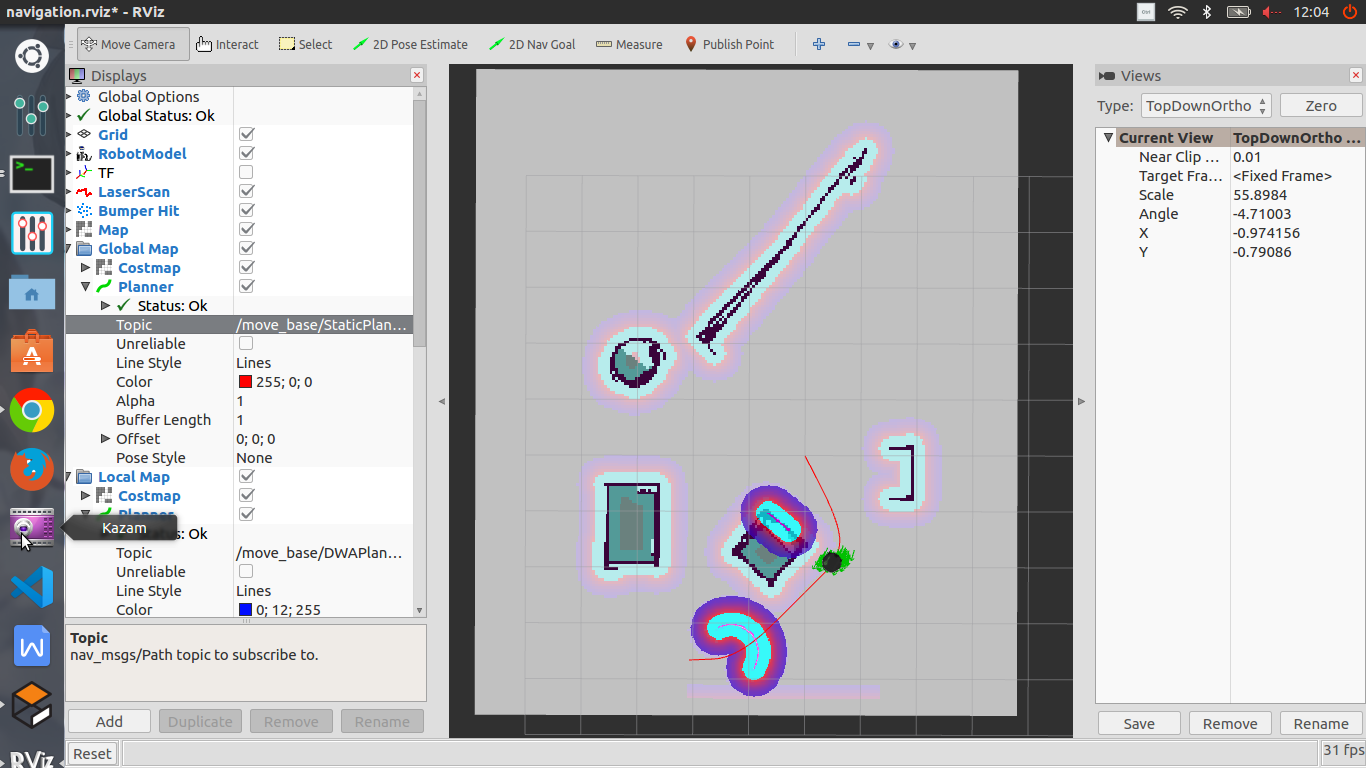 navigation.rviz* - RViz
12:04
Move Camera Interact Select 2D Pose Estimate 2D Nav Goal Measure Publish Point
Displays
Global Options
Global Status: Ok
Grid
RobotModel
TF
LaserScan
Bumper Hit
Map
Global Map
Costmap
Planner
Status: Ok
Topic /move_base/StaticPlan...
Unreliable
Line Style Lines
Color 255; 0; 0
Alpha 1
Buffer Length 1
Offset 0; 0; 0
Pose Style None
Local Map
Costmap
Planner
Kazam
Status: Ok
Topic /move_base/DWAPlan...
Unreliable
Line Style Lines
Color 0; 12; 255
Topic
nav_msgs/Path topic to subscribe to.
Add Duplicate Remove Rename
Reset
Views
Type: TopDownOrtho Zero
Current View TopDownOrtho ...
Near Clip ... 0.01
Target Fra... <Fixed Frame>
Scale 55.8984
Angle -4.71003
X -0.974156
Y -0.79086
Save Remove Rename
31 fps
RViz